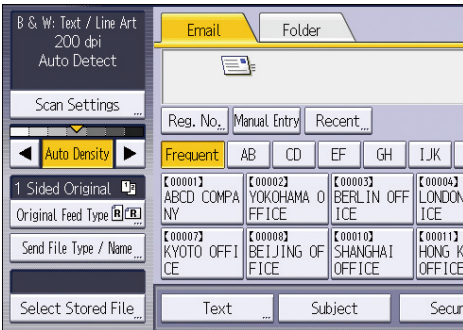 B & W: Text / Line Art
200 dpi
Auto Detect
Scan Settings
Auto Density
1 Sided Original
Original Feed Type
Send File Type / Name
Select Stored File
Email
Folder
Reg. No.
Manual Entry
Recent
Frequent
AB
CD
EF
GH
IJK
[00001]
ABCD COMPA
NY
[00002]
YOKOHAMA O
FFICE
[00003]
BERLIN OFF
ICE
[00004]
LONDON
ICE
[00007]
KYOTO OFFI
CE
[00008]
BEIJING OF
FICE
[00010]
SHANGHAI
OFFICE
[00011]
HONG K
OFFICE
Text
Subject
Secur